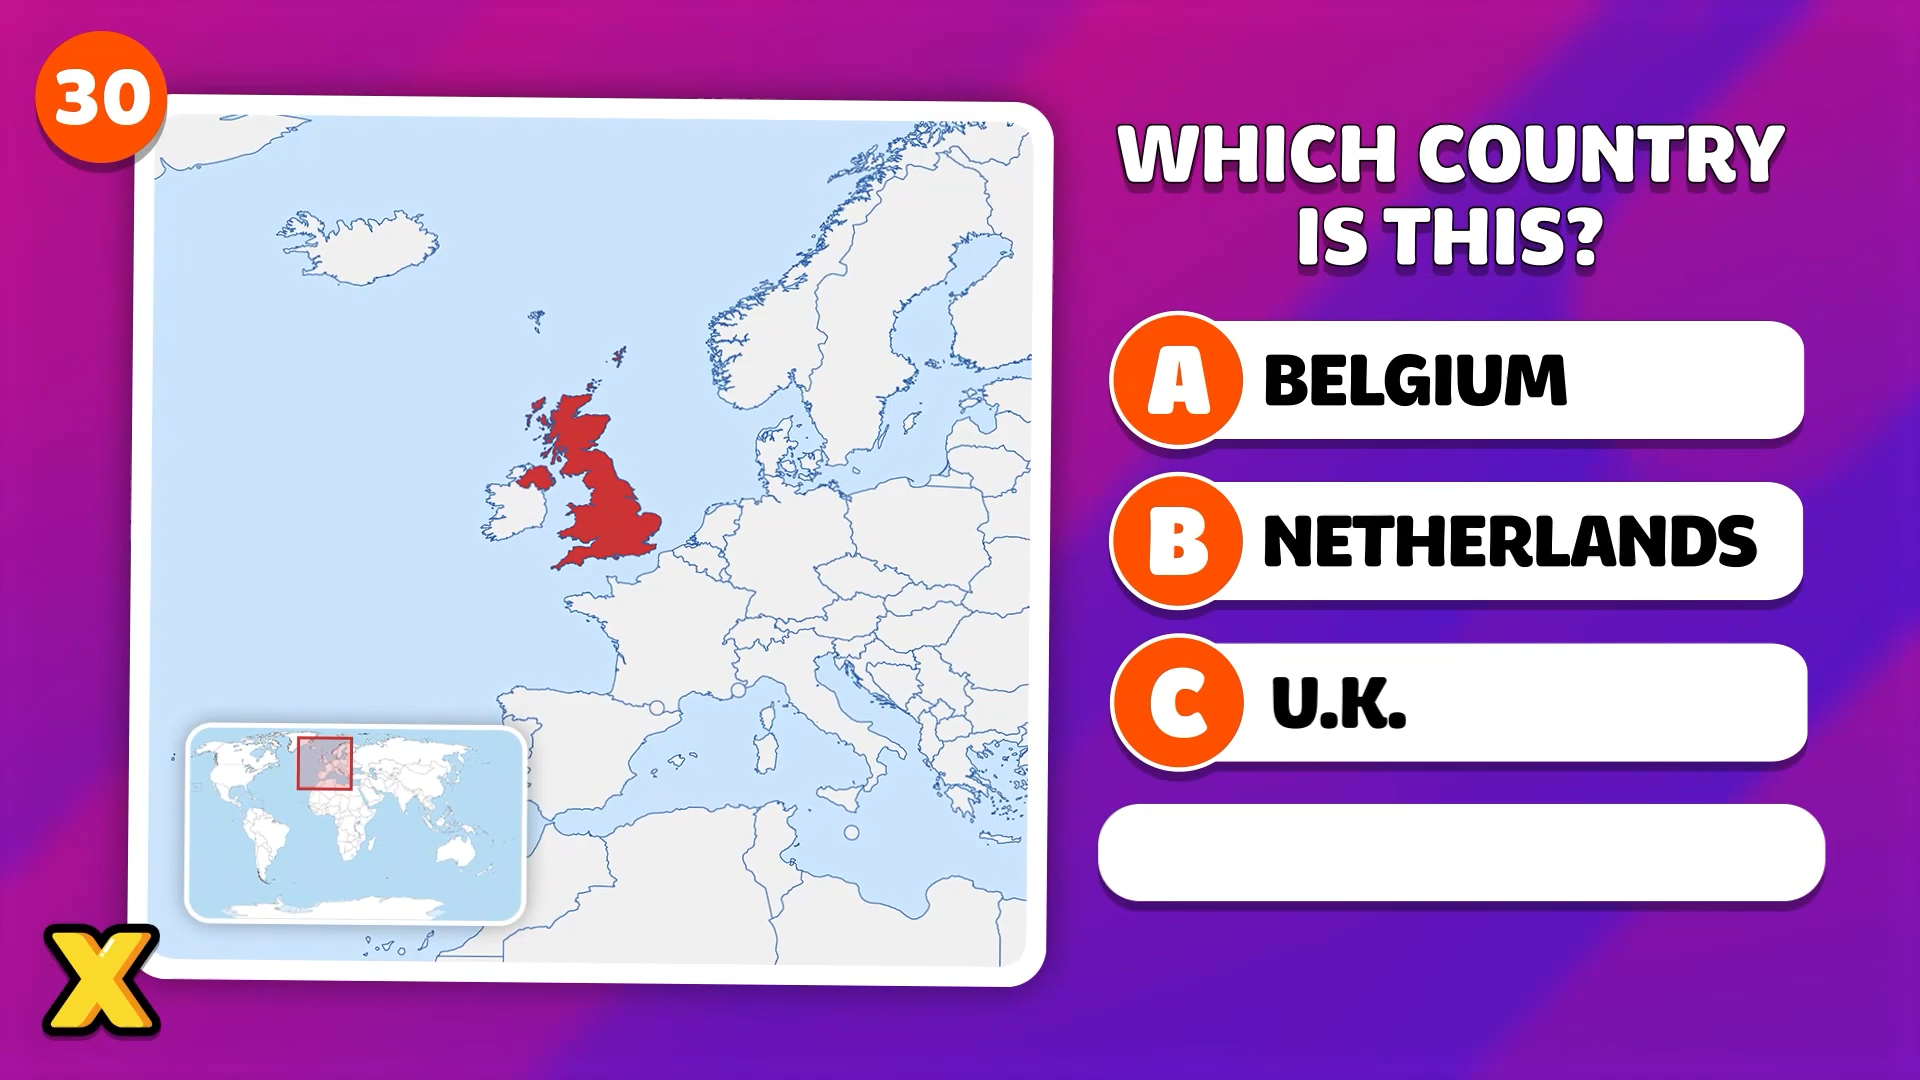 30
WHICH COUNTRY
IS THIS?
A BELGIUM
B NETHERLANDS
C U.K.
X